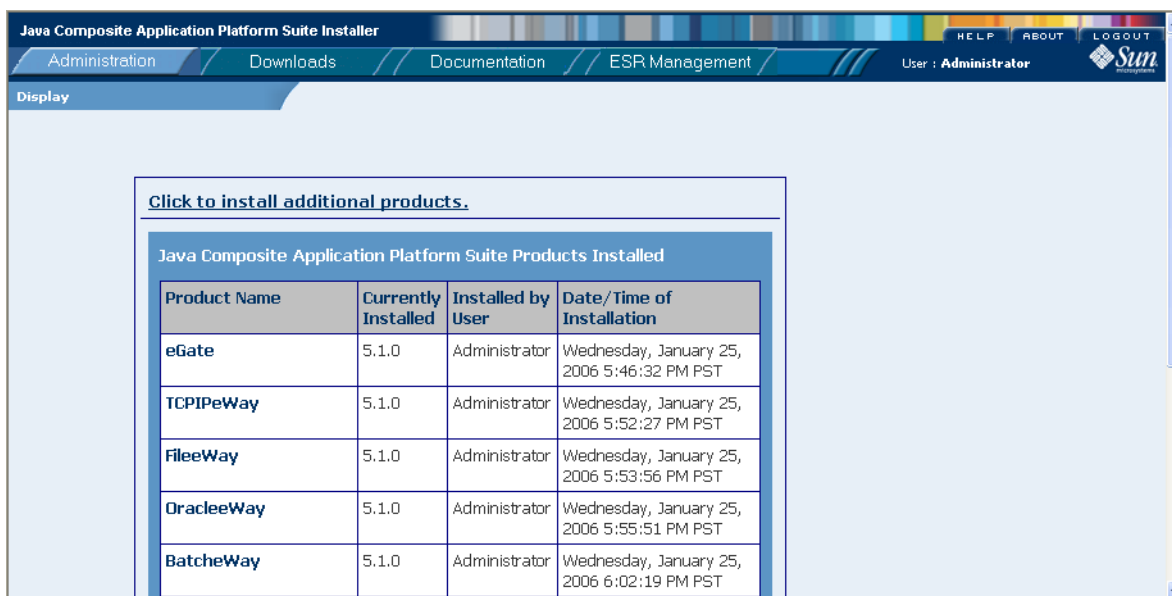 Java Composite Application Platform Suite Installer
HELP ABOUT LOGOUT
Administration Downloads Documentation ESR Management User : Administrator Sun microsystems
Display
Click to install additional products.
Java Composite Application Platform Suite Products Installed
Product Name Currently Installed Installed by User Date/Time of Installation
eGate 5.1.0 Administrator Wednesday, January 25,
2006 5:46:32 PM PST
TCPIPeWay 5.1.0 Administrator Wednesday, January 25,
2006 5:52:27 PM PST
FileeWay 5.1.0 Administrator Wednesday, January 25,
2006 5:53:56 PM PST
OracleeWay 5.1.0 Administrator Wednesday, January 25,
2006 5:55:51 PM PST
BatcheWay 5.1.0 Administrator Wednesday, January 25,
2006 6:02:19 PM PST